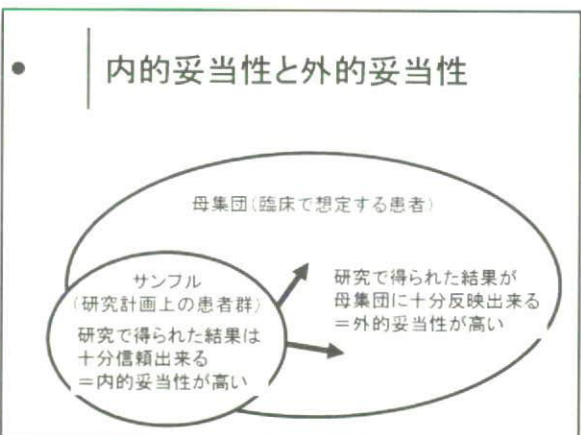 内的妥当性と外的妥当性
母集団(臨床で想定する患者)
サンプル
(研究計画上の患者群)
研究で得られた結果は
十分信頼出来る
=内的妥当性が高い
研究で得られた結果が
母集団に十分反映出来る
=外的妥当性が高い